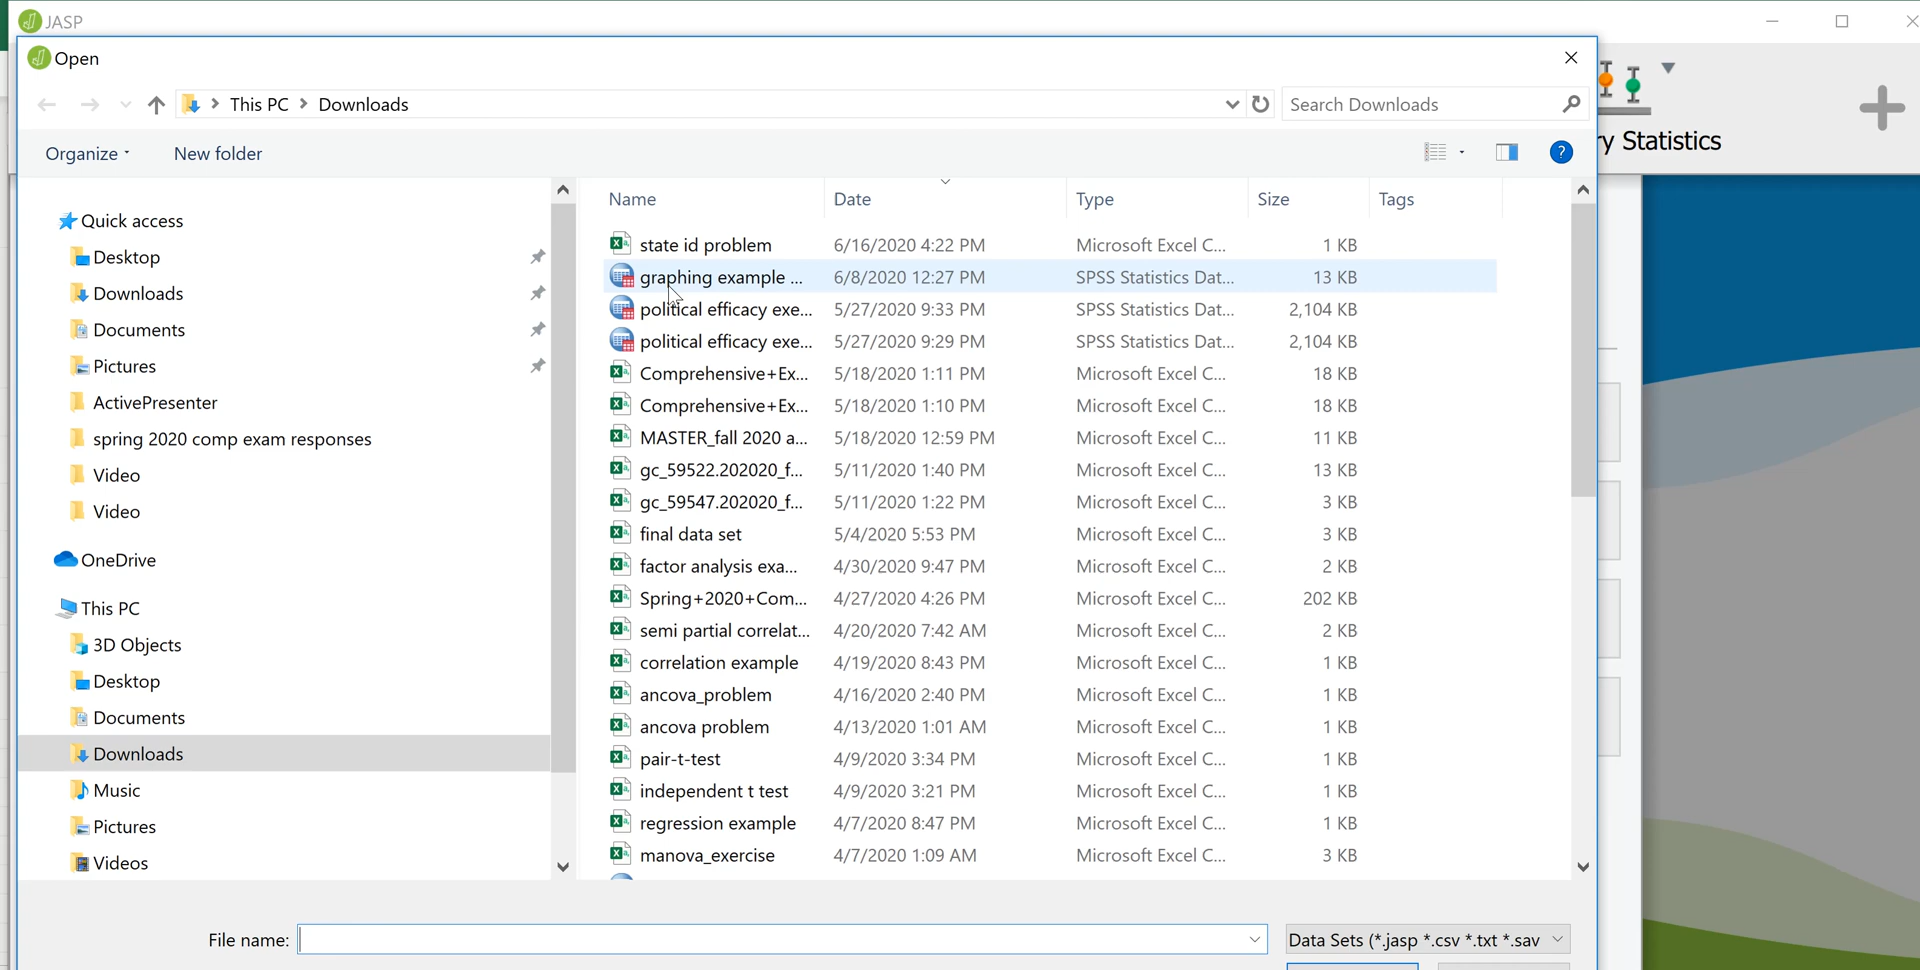 JASP
Open
This PC > Downloads
Search Downloads
ry Statistics
Organize
New folder
?
Quick access
Desktop
Downloads
Documents
Pictures
ActivePresenter
spring 2020 comp exam responses
Video
Video
OneDrive
This PC
3D Objects
Desktop
Documents
Downloads
Music
Pictures
Videos
Name Date Type Size Tags
state id problem 6/16/2020 4:22 PM Microsoft Excel C... 1 KB
graphing example ... 6/8/2020 12:27 PM SPSS Statistics Dat... 13 KB
political efficacy exe... 5/27/2020 9:33 PM SPSS Statistics Dat... 2,104 KB
political efficacy exe... 5/27/2020 9:29 PM SPSS Statistics Dat... 2,104 KB
Comprehensive+Ex... 5/18/2020 1:11 PM Microsoft Excel C... 18 KB
Comprehensive+Ex... 5/18/2020 1:10 PM Microsoft Excel C... 18 KB
MASTER_fall 2020 a... 5/18/2020 12:59 PM Microsoft Excel C... 11 KB
gc_59522.202020_f... 5/11/2020 1:40 PM Microsoft Excel C... 13 KB
gc_59547.202020_f... 5/11/2020 1:22 PM Microsoft Excel C... 3 KB
final data set 5/4/2020 5:53 PM Microsoft Excel C... 3 KB
factor analysis exa... 4/30/2020 9:47 PM Microsoft Excel C... 2 KB
Spring+2020+Com... 4/27/2020 4:26 PM Microsoft Excel C... 202 KB
semi partial correlat... 4/20/2020 7:42 AM Microsoft Excel C... 2 KB
correlation example 4/19/2020 8:43 PM Microsoft Excel C... 1 KB
ancova_problem 4/16/2020 2:40 PM Microsoft Excel C... 1 KB
ancova problem 4/13/2020 1:01 AM Microsoft Excel C... 1 KB
pair-t-test 4/9/2020 3:34 PM Microsoft Excel C... 1 KB
independent t test 4/9/2020 3:21 PM Microsoft Excel C... 1 KB
regression example 4/7/2020 8:47 PM Microsoft Excel C... 1 KB
manova_exercise 4/7/2020 1:09 AM Microsoft Excel C... 3 KB
File name:
Data Sets (*.jasp *.csv *.txt *.sav